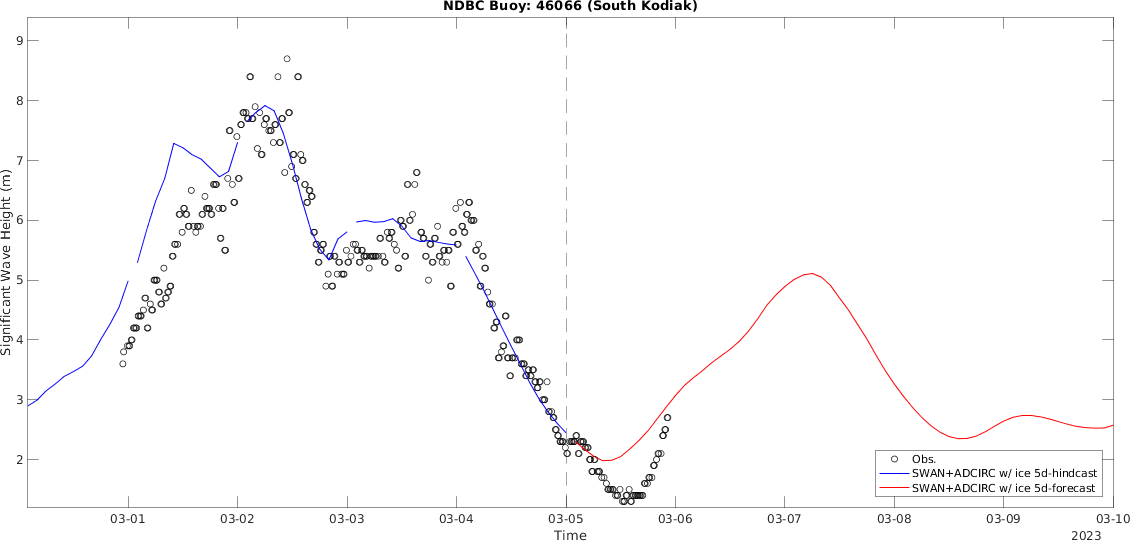 NDBC Buoy: 46066 (South Kodiak)
Significant Wave Height (m)
9
8
7
6
5
4
3
2
Obs.
SWAN+ADCIRC w/ ice 5d-hindcast
SWAN+ADCIRC w/ ice 5d-forecast
03-01 03-02 03-03 03-04 03-05 03-06 03-07 03-08 03-09 03-10
Time
2023